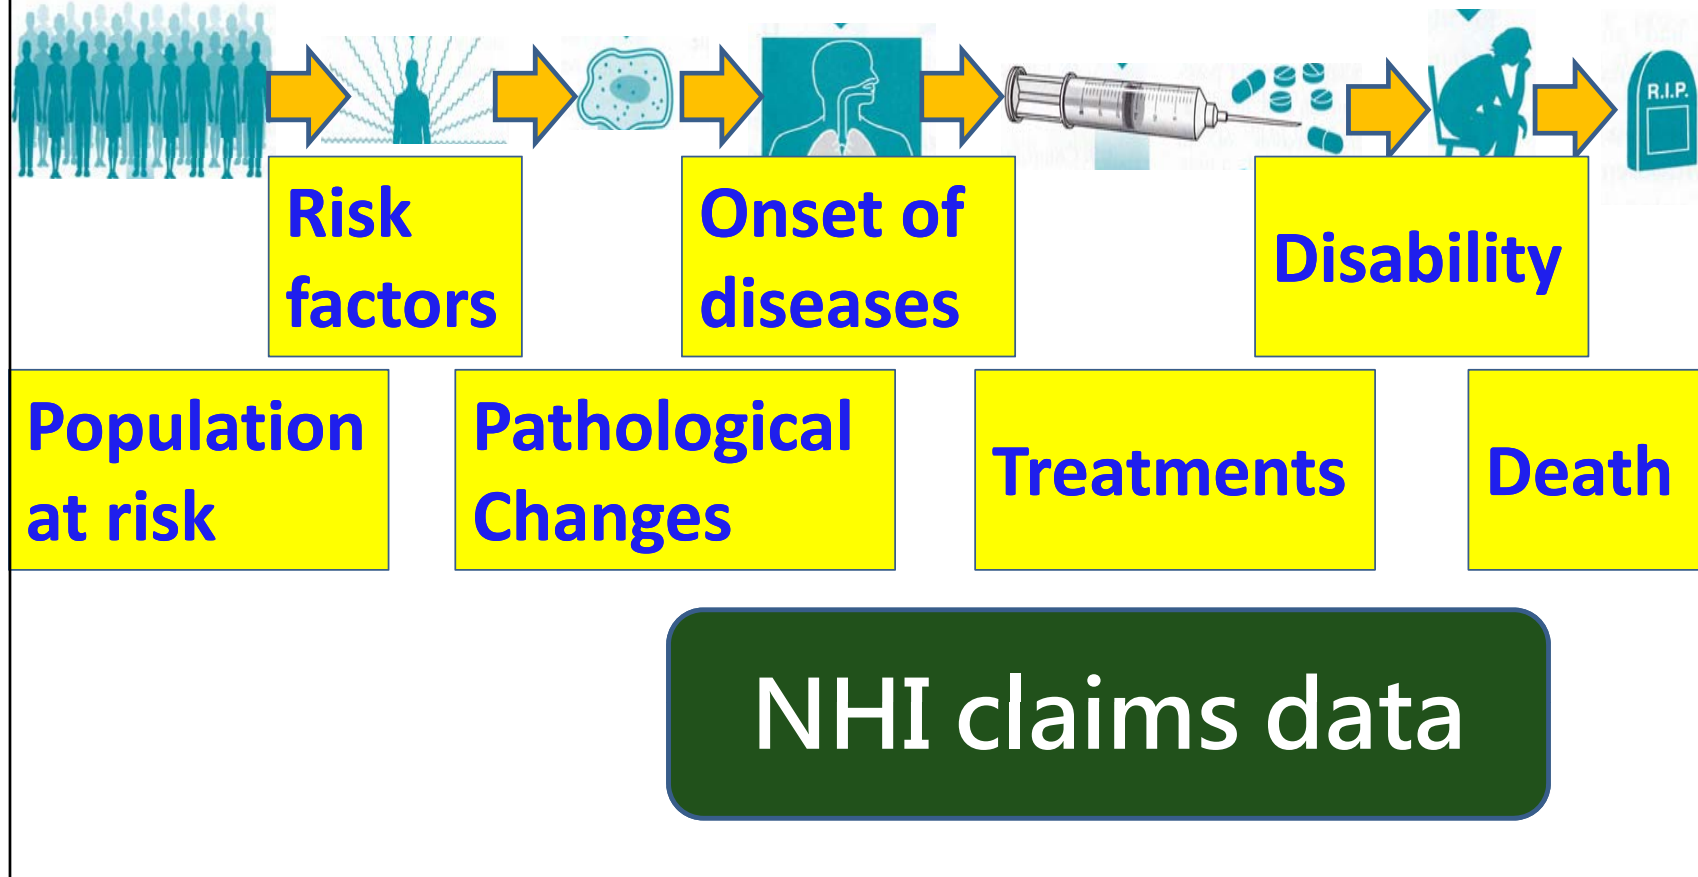 R.I.P.
Risk
factors
Onset of
diseases
Disability
Population
at risk
Pathological
Changes
Treatments
Death
NHI claims data